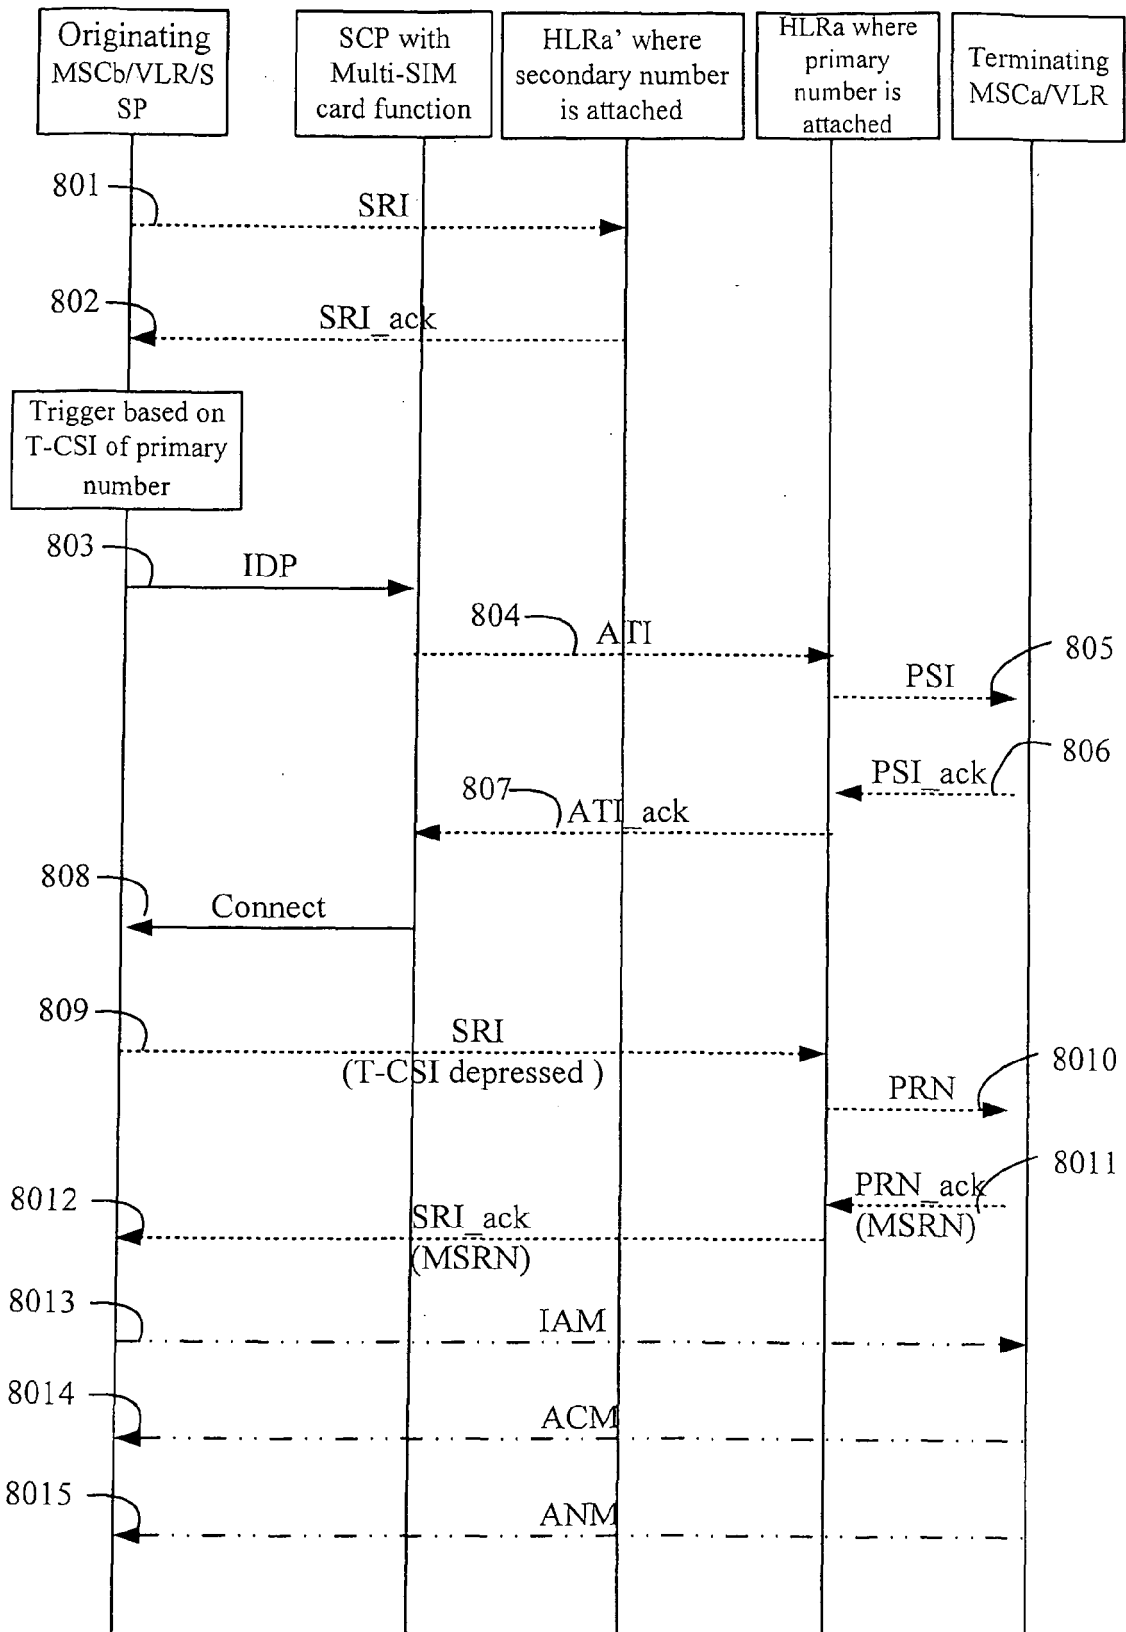 Originating
MSCb/VLR/S
SP
SCP with
Multi-SIM
card function
HLRa’ where
secondary number
is attached
HLRa where
primary
number is
attached
Terminating
MSCa/VLR
801
SRI
802
SRI_ack
Trigger based on
T-CSI of primary
number
803
IDP
804
ATI
805
PSI
806
PSI_ack
807
ATI_ack
808
Connect
809
SRI
(T-CSI depressed )
8010
PRN
8011
PRN_ack
(MSRN)
8012
SRI_ack
(MSRN)
8013
IAM
8014
ACM
8015
ANM